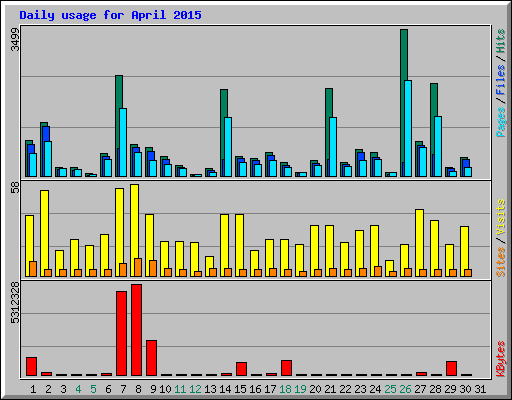 Daily usage for April 2015
3499
Pages / Files / Hits
58
Sites / Visits
5312328
KBytes
1 2 3 4 5 6 7 8 9 10 11 12 13 14 15 16 17 18 19 20 21 22 23 24 25 26 27 28 29 30 31